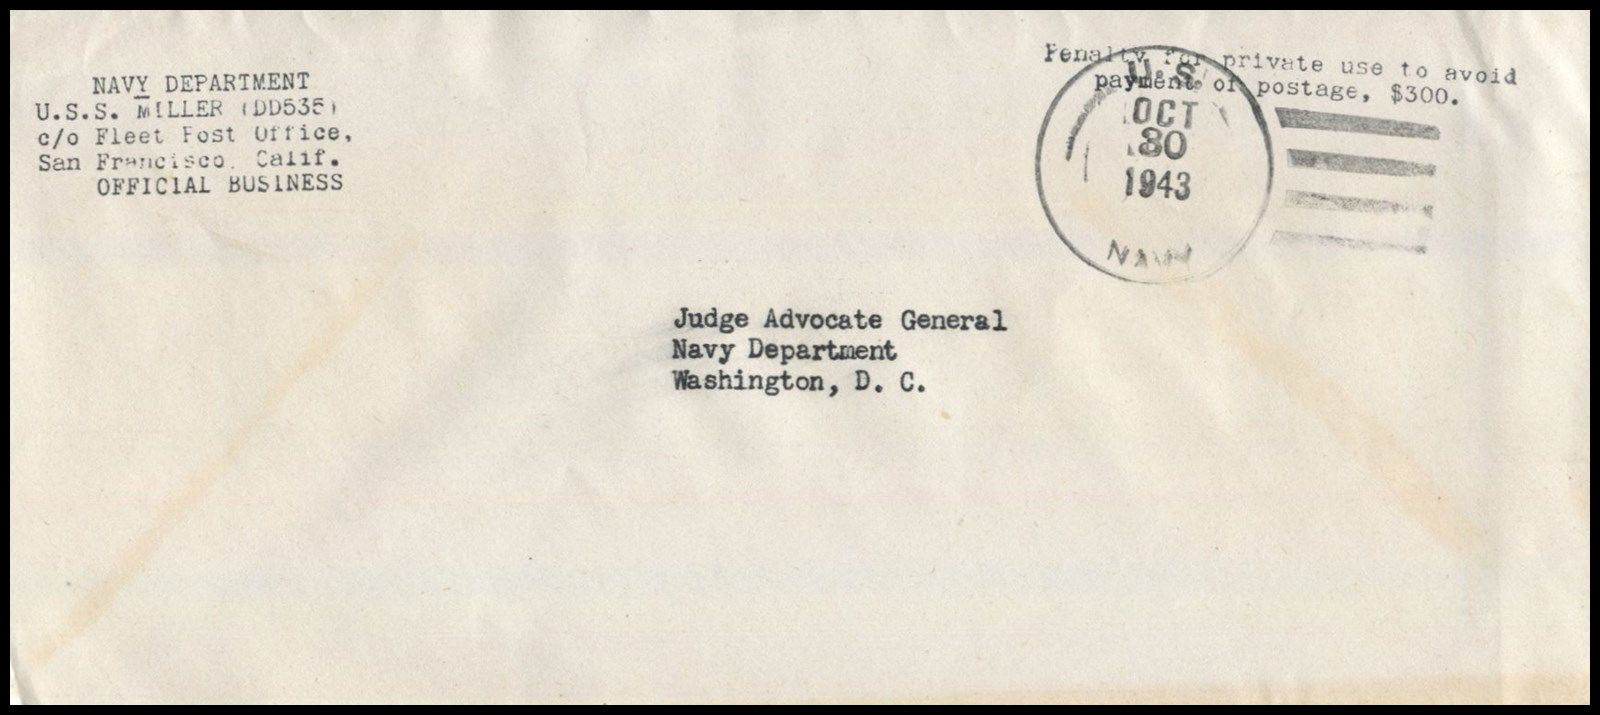 NAVY DEPARTMENT
U.S.S. MILLER (DD535)
c/o Fleet Post Office,
San Francisco, Calif.
OFFICIAL BUSINESS
Penalty for private use to avoid
payment of postage, $300.
U.S.
OCT
30
1943
NAVY
Judge Advocate General
Navy Department
Washington, D. C.